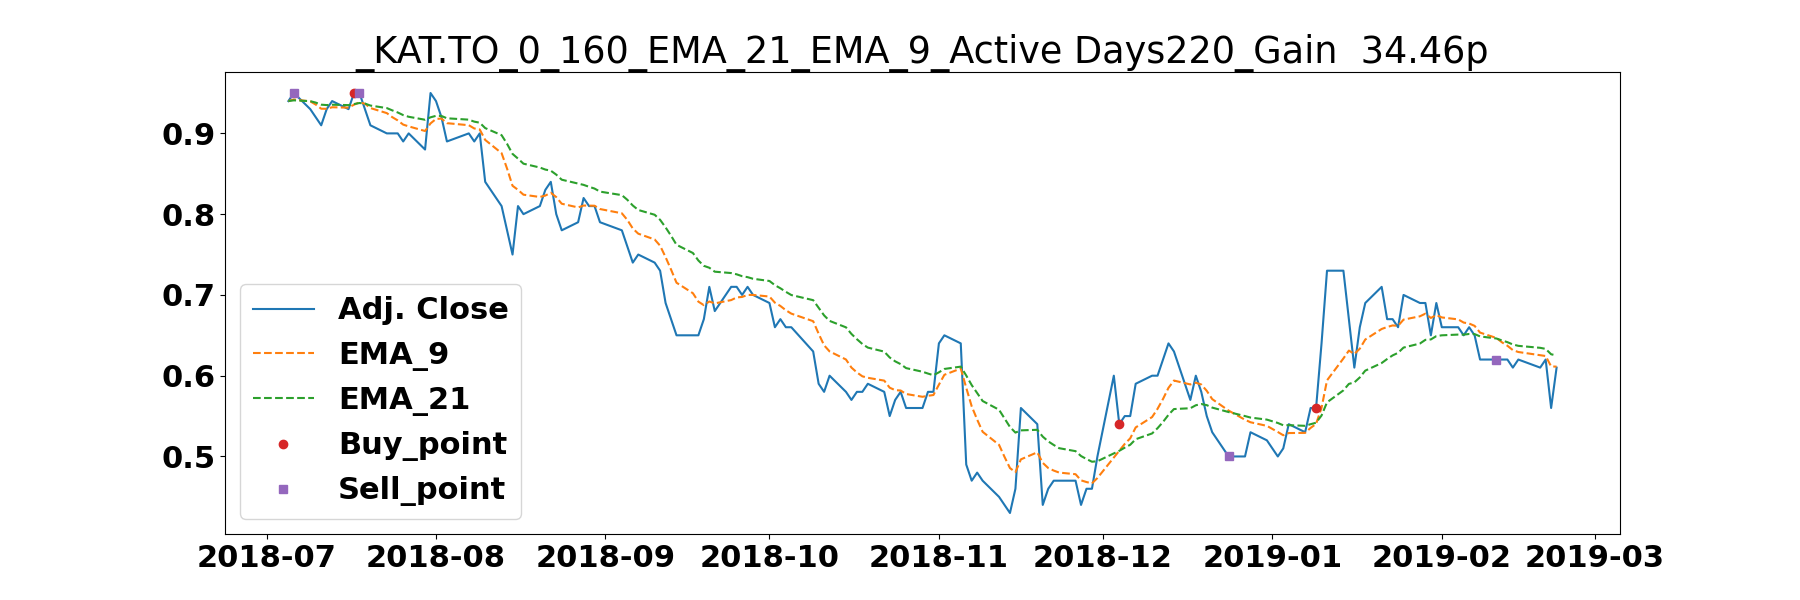 _KAT.TO_0_160_EMA_21_EMA_9_Active Days220_Gain  34.46p
0.9
0.8
0.7
0.6
0.5
Adj. Close
EMA_9
EMA_21
Buy_point
Sell_point
2018-07 2018-08 2018-09 2018-10 2018-11 2018-12 2019-01 2019-02 2019-03